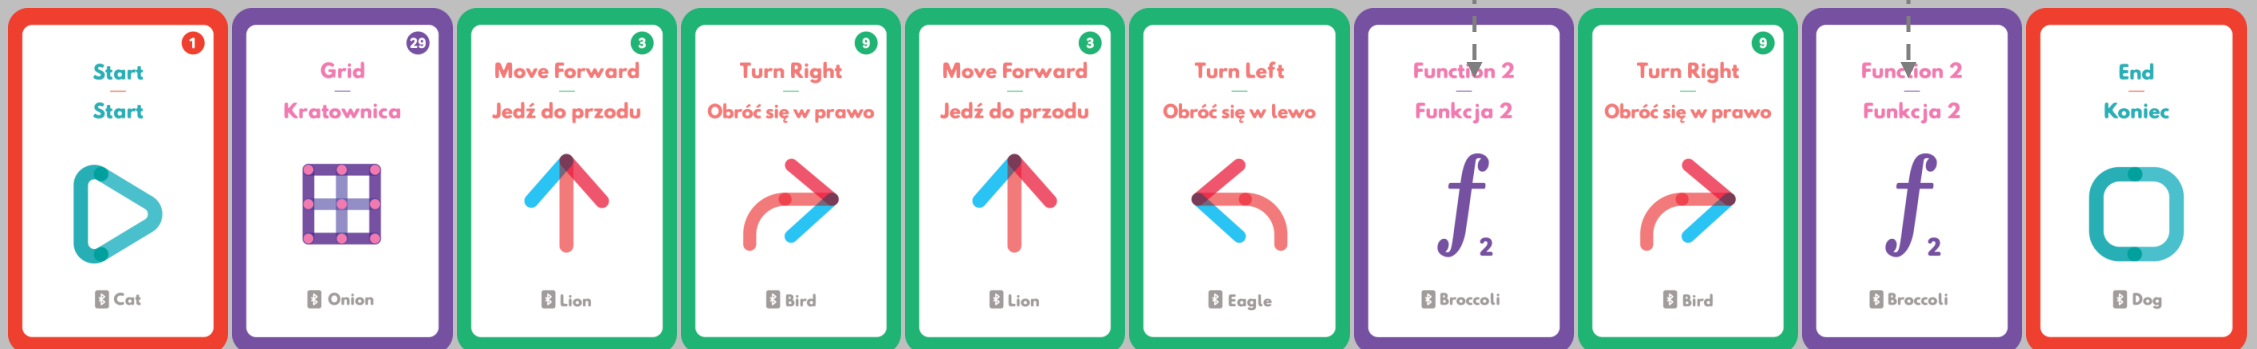 1
Start
Start
Cat
29
Grid
Kratownica
Onion
3
Move Forward
Jedź do przodu
Lion
9
Turn Right
Obróć się w prawo
Bird
3
Move Forward
Jedź do przodu
Lion
Turn Left
Obróć się w lewo
Eagle
Function 2
Funkcja 2
f2
Broccoli
9
Turn Right
Obróć się w prawo
Bird
Function 2
Funkcja 2
f2
Broccoli
End
Koniec
Dog